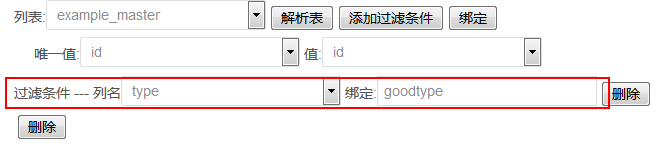 列表: example_master 解析表 添加过滤条件 绑定
唯一值: id 值: id
过滤条件 --- 列名 type 绑定: goodtype 删除
删除